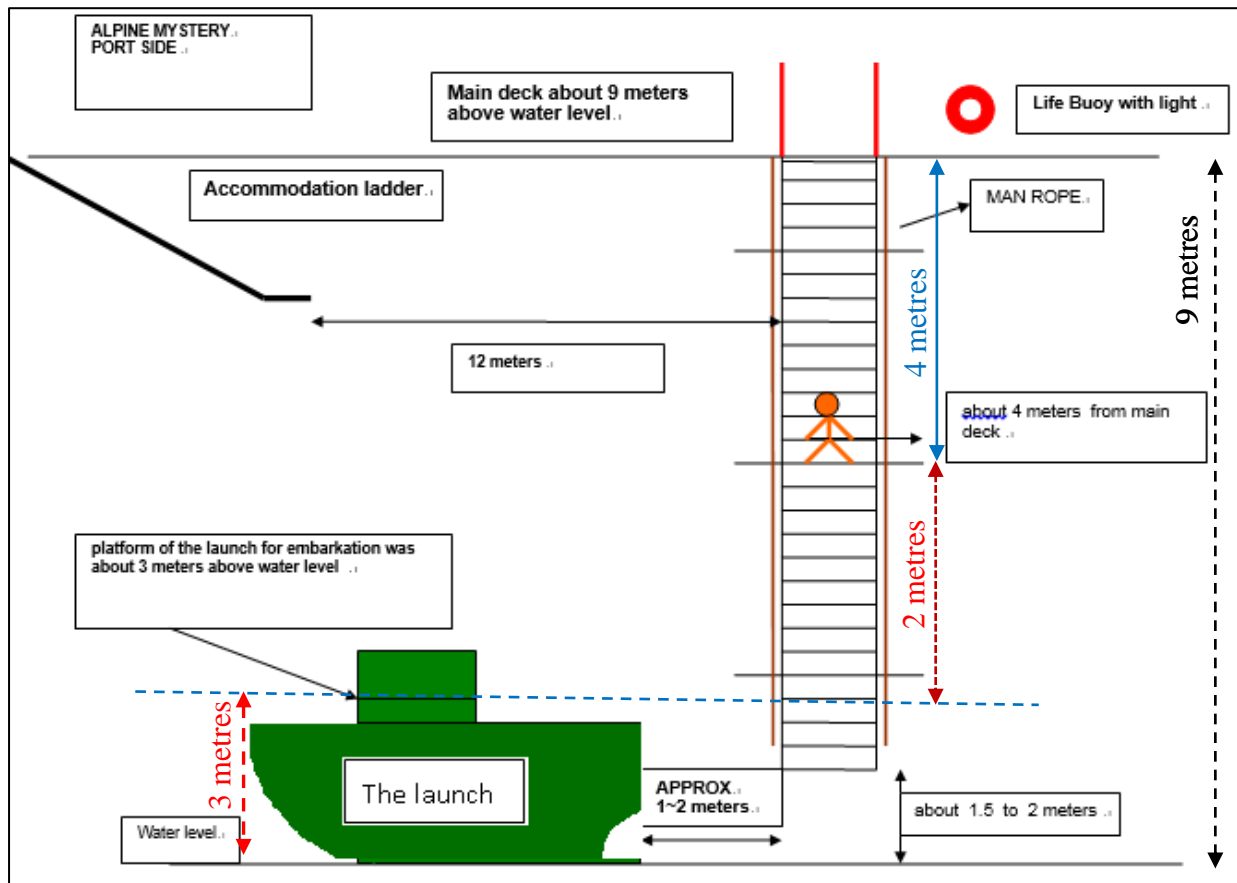 ALPINE MYSTERY
PORT SIDE
Main deck about 9 meters
above water level
Life Buoy with light
Accommodation ladder
MAN ROPE
4 metres
9 metres
12 meters
about 4 meters from main
deck
platform of the launch for embarkation was
about 3 meters above water level
2 metres
3 metres
The launch
APPROX
1~2 meters
about 1.5 to 2 meters
Water level